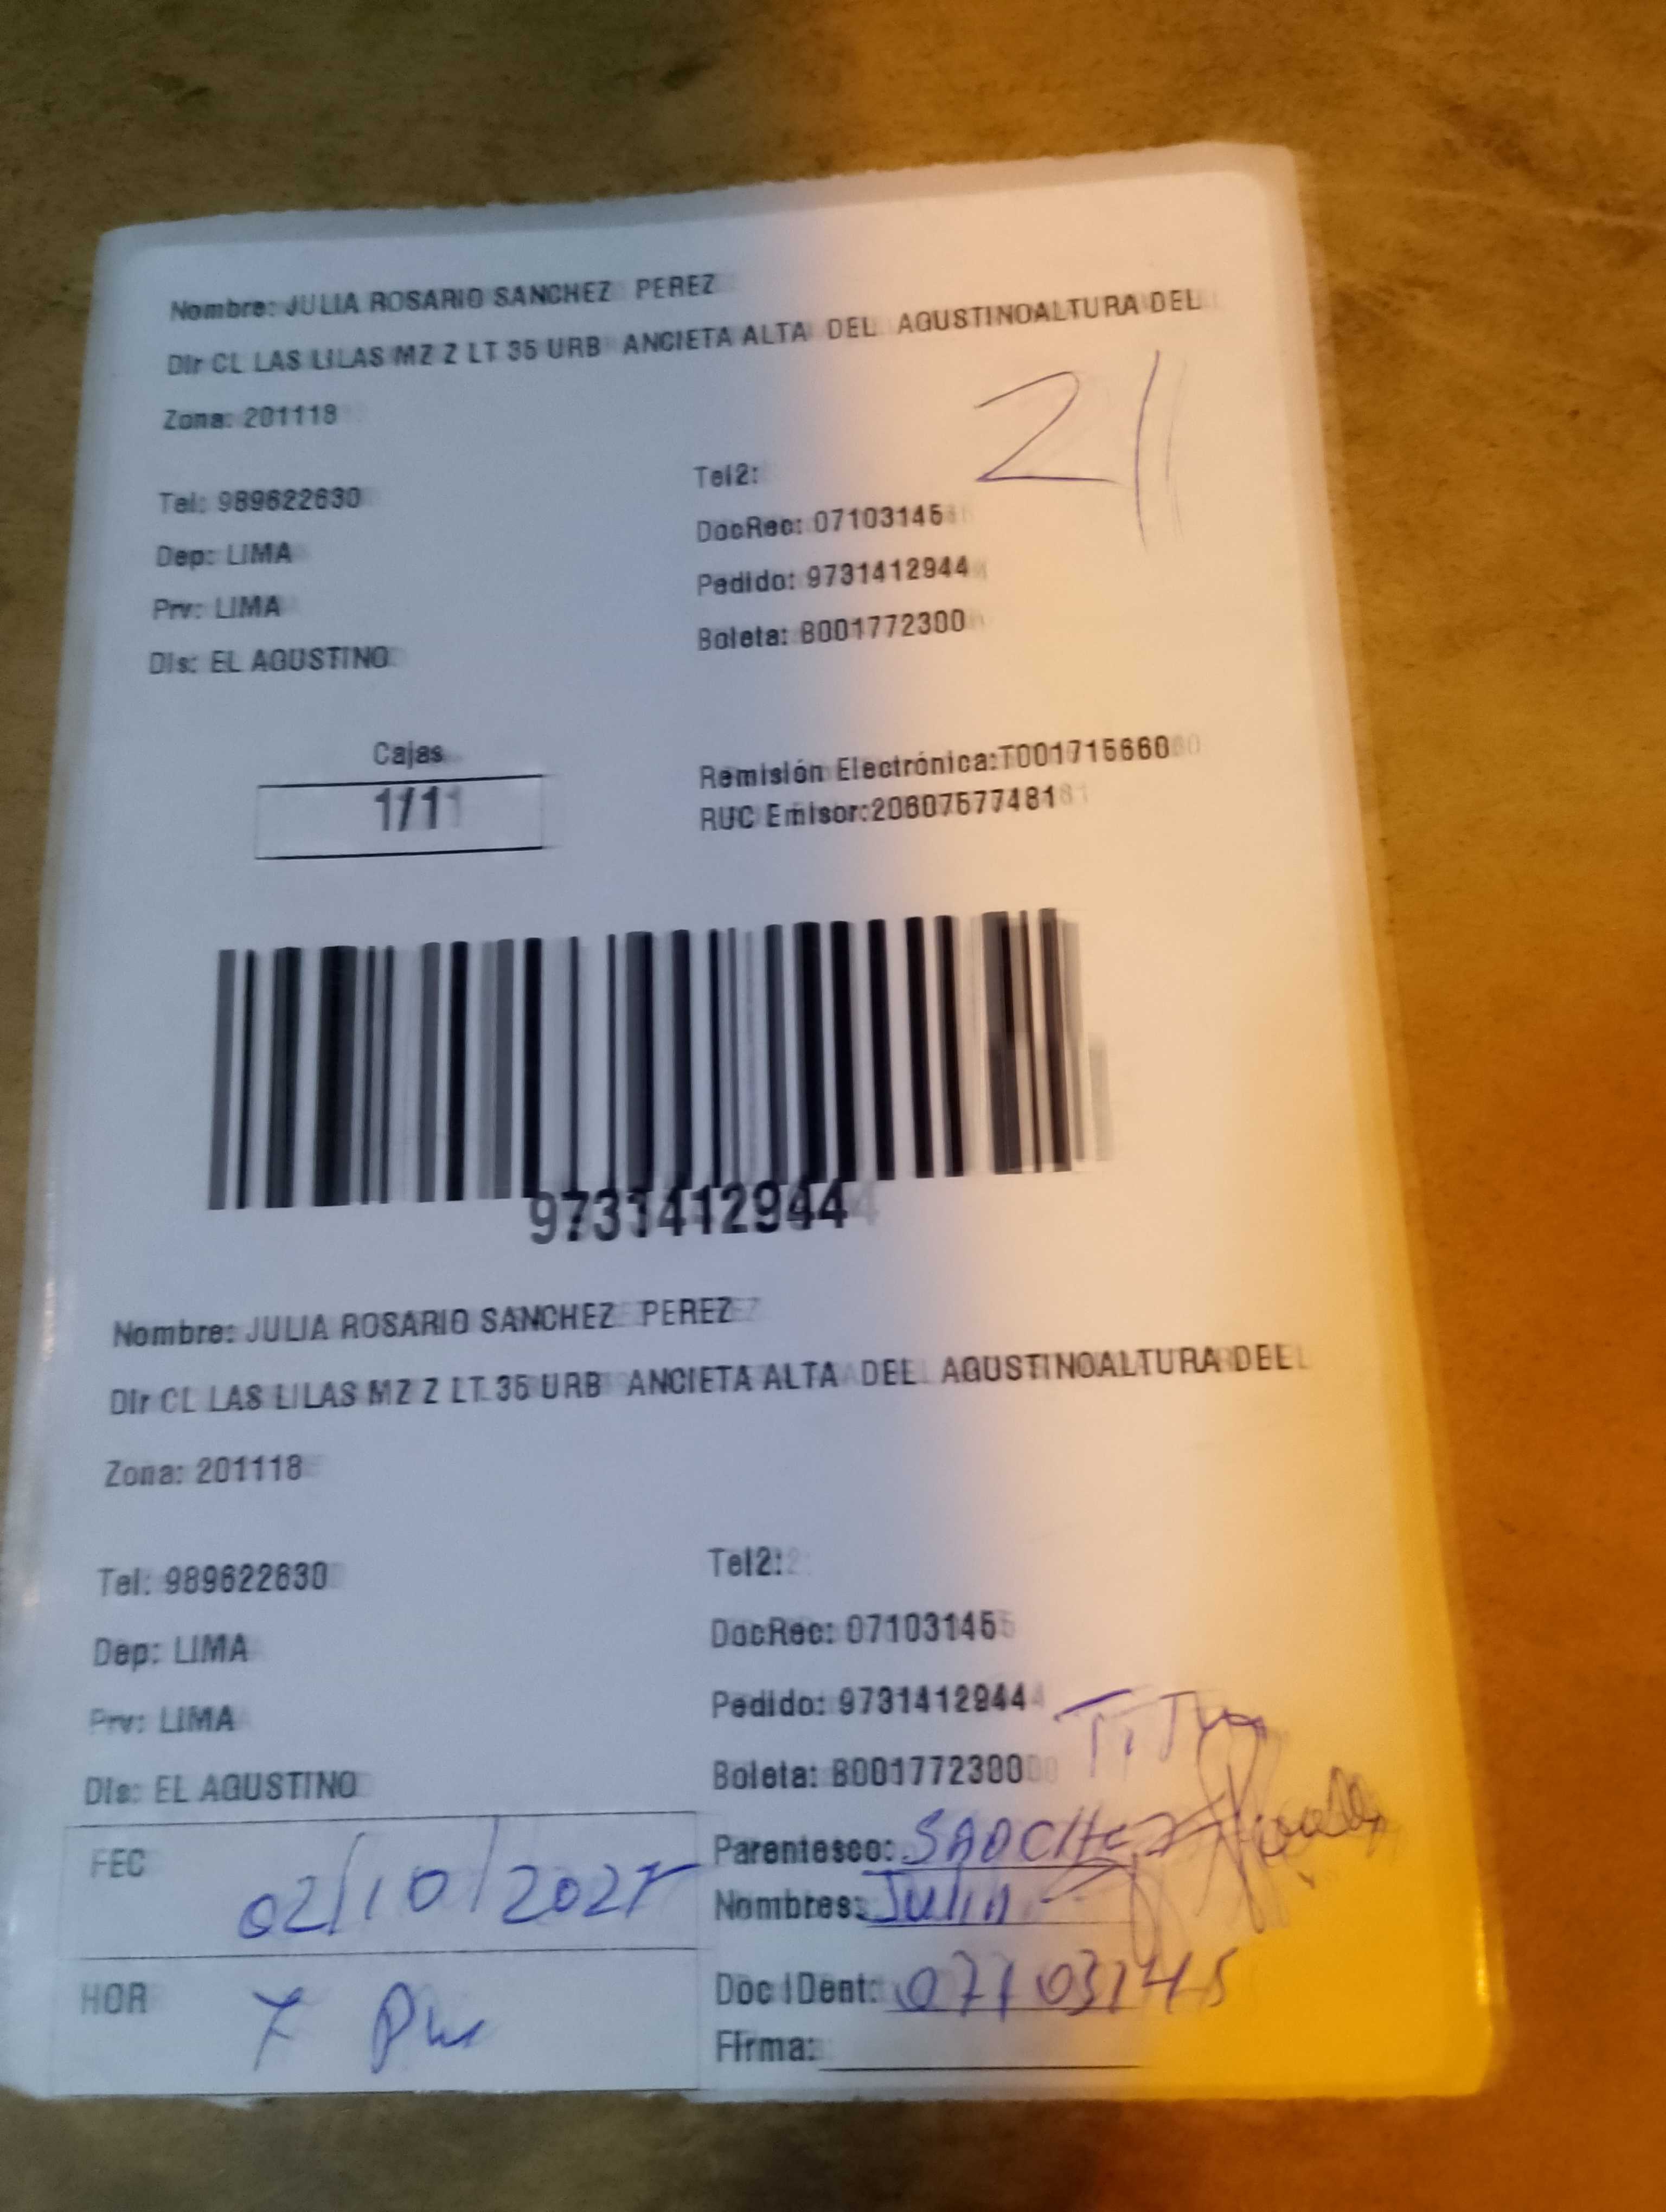 Nombre: JULIA ROSARIO SANCHEZ PEREZ
Dir CL LAS LILAS MZ Z LT 35 URB ANCIETA ALTA DEL AGUSTINOALTURA DEL
21
Zona: 201118
Tel: 989622630
Tel2:
Dep: LIMA
DocRec: 07103145
Prv: LIMA
Pedido: 9731412944
Dis: EL AGUSTINO
Boleta: B001772300
Cajas
1/1
Remisión Electrónica:T001715660
RUC Emisor:20607577481
9731412944
Nombre: JULIA ROSARIO SANCHEZ PEREZ
Dir CL LAS LILAS MZ Z LT 35 URB ANCIETA ALTA DEL AGUSTINOALTURA DEL
Zona: 201118
Tel: 989622630
Tel2:
Dep: LIMA
DocRec: 07103145
Prv: LIMA
Pedido: 9731412944
Dis: EL AGUSTINO
Boleta: B001772300
FEC 02/10/202
Parentesco: SANCHEZ
Nombres: Julia
HOR 7 Pm
Doc IDent: 07103145
Firma: